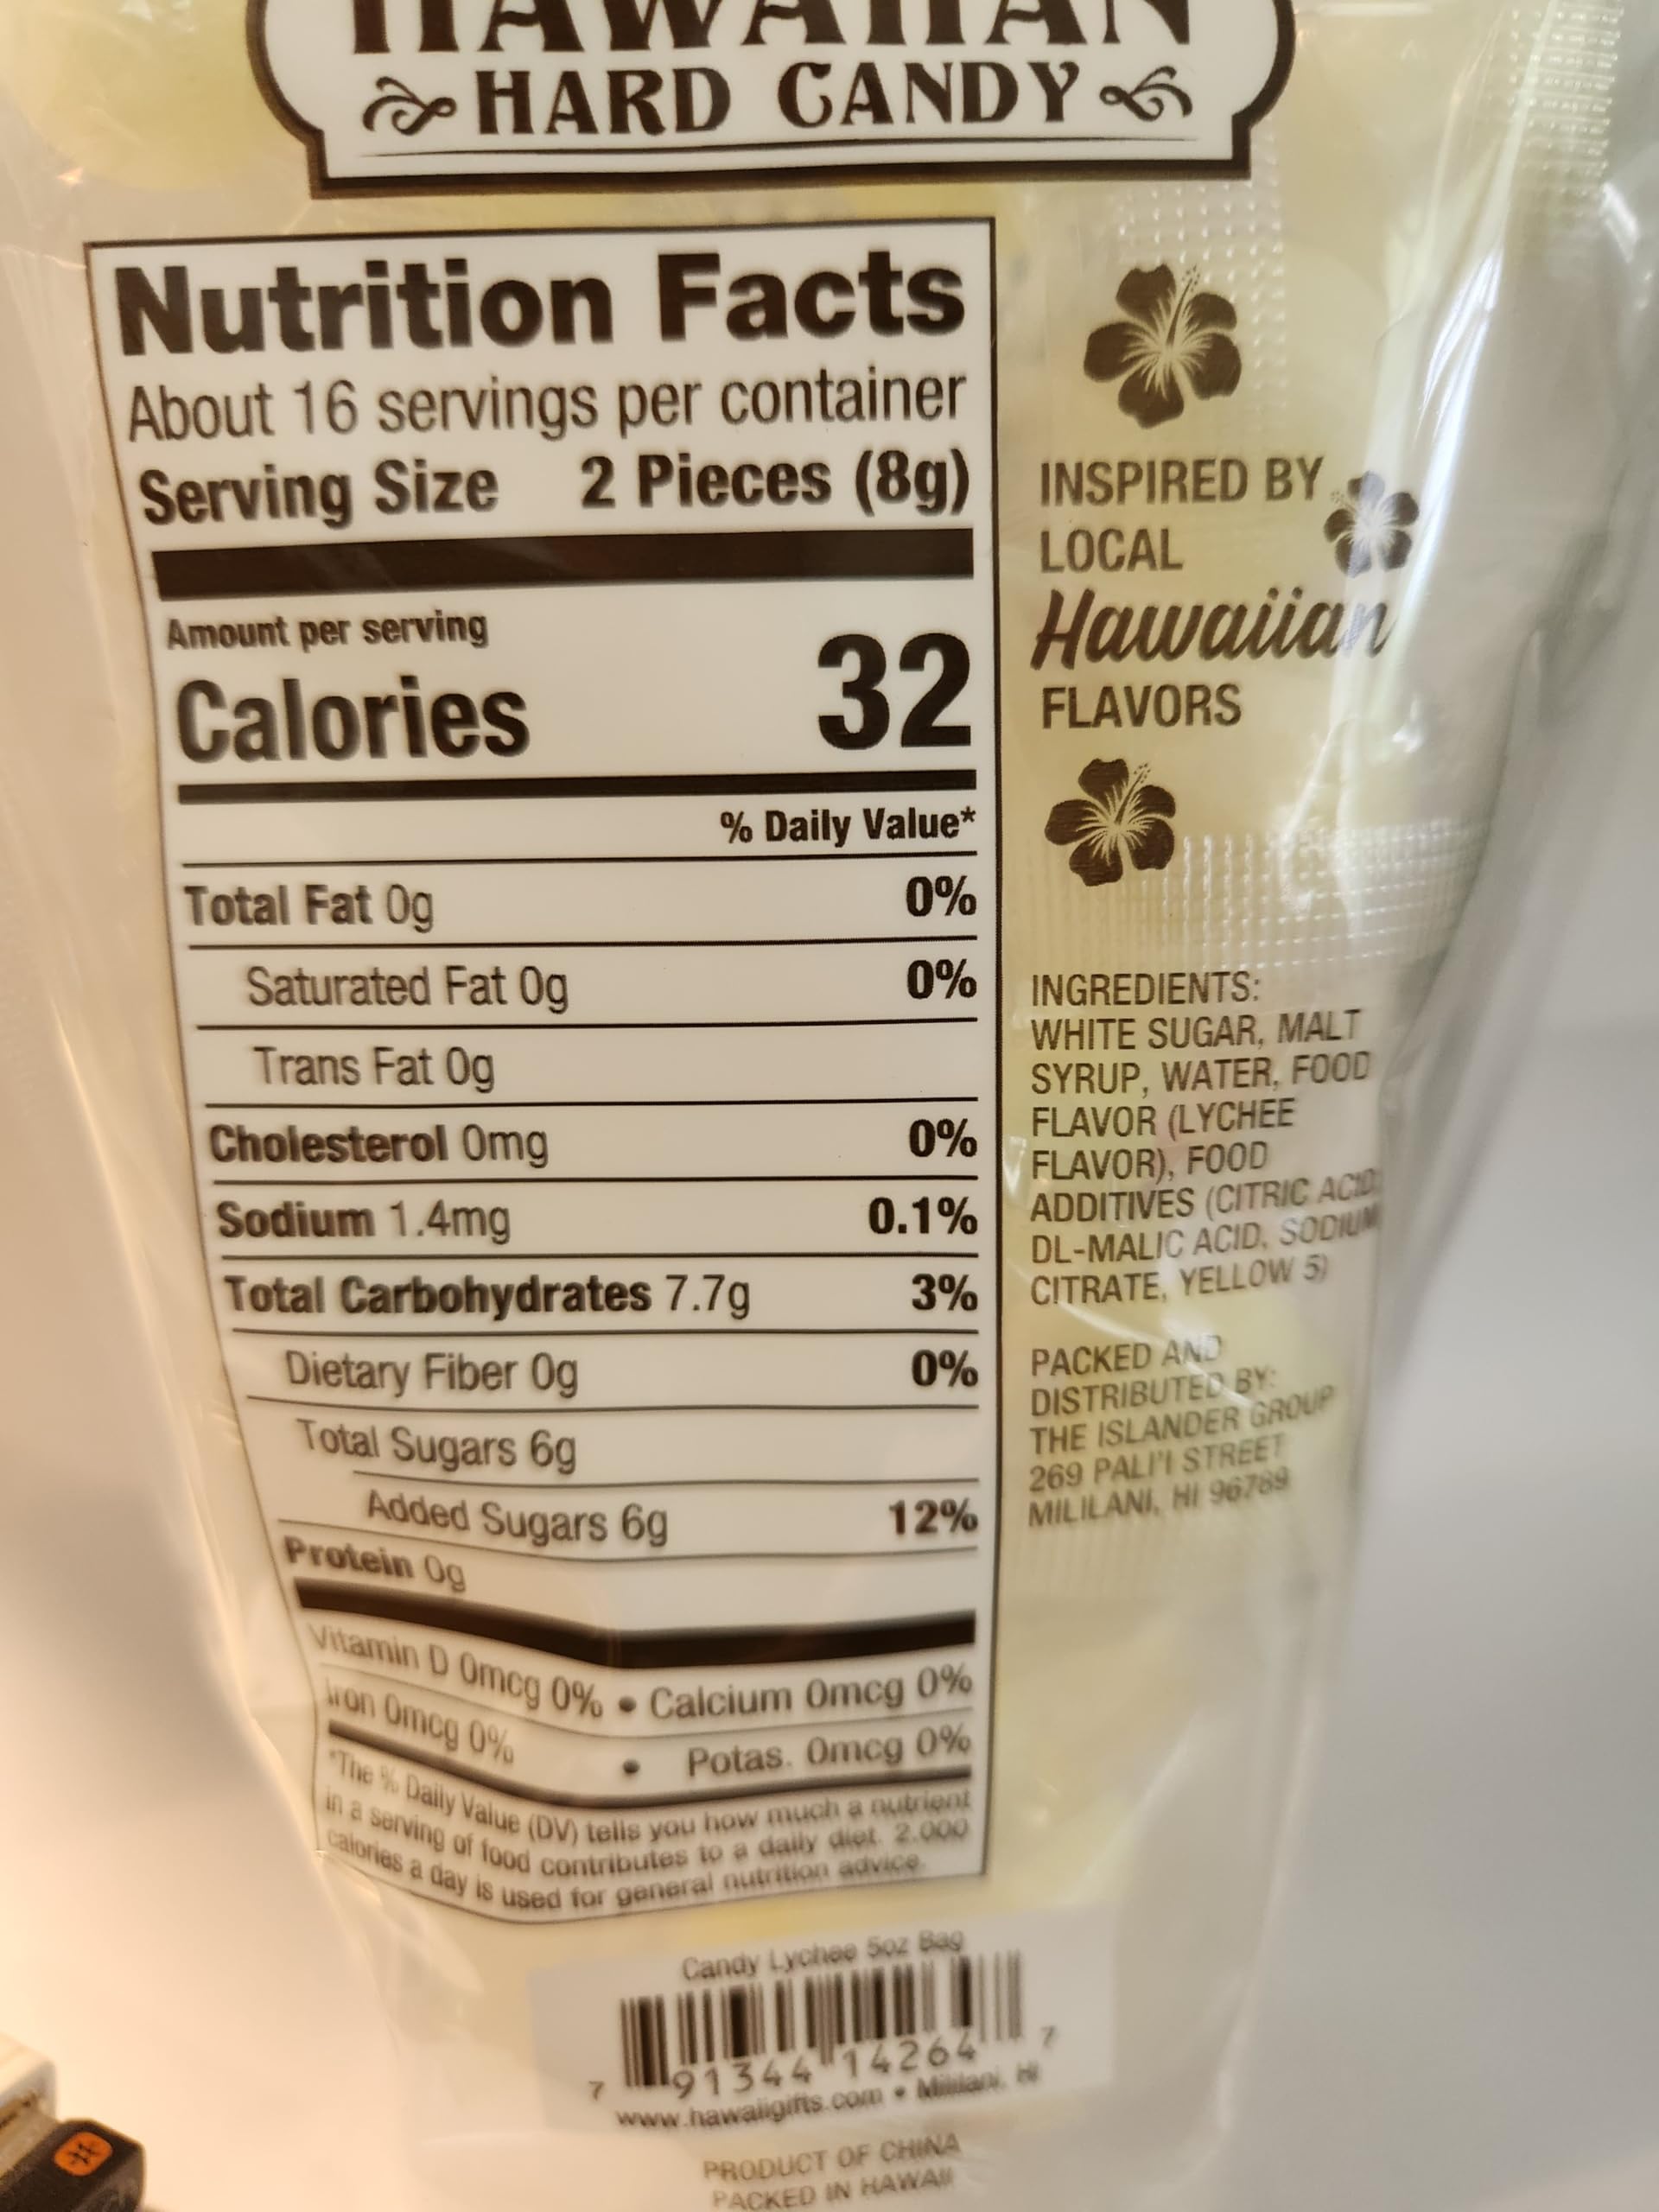 HAWAIIAN
HARD CANDY
Nutrition Facts
About 16 servings per container
Serving Size 2 Pieces (8g)
Amount per serving
Calories 32
% Daily Value*
Total Fat 0g 0%
Saturated Fat 0g 0%
Trans Fat 0g
Cholesterol 0mg 0%
Sodium 1.4mg 0.1%
Total Carbohydrates 7.7g 3%
Dietary Fiber 0g 0%
Total Sugars 6g
Added Sugars 6g 12%
Protein 0g
Vitamin D 0mcg 0% • Calcium 0mcg 0%
Iron 0mcg 0% • Potas. 0mcg 0%
*The % Daily Value (DV) tells you how much a nutrient
in a serving of food contributes to a daily diet. 2,000
calories a day is used for general nutrition advice.
INSPIRED BY
LOCAL
Hawaiian
FLAVORS
INGREDIENTS:
WHITE SUGAR, MALT
SYRUP, WATER, FOOD
FLAVOR (LYCHEE
FLAVOR), FOOD
ADDITIVES (CITRIC ACID,
DL-MALIC ACID, SODIUM
CITRATE, YELLOW 5)
PACKED AND
DISTRIBUTED BY:
THE ISLANDER GROUP
269 PALI'I STREET
MILILANI, HI 96789
Candy Lychee 5oz Bag
7 91344 14264 7
www.hawaiigifts.com • Mililani, HI
PRODUCT OF CHINA
PACKED IN HAWAII